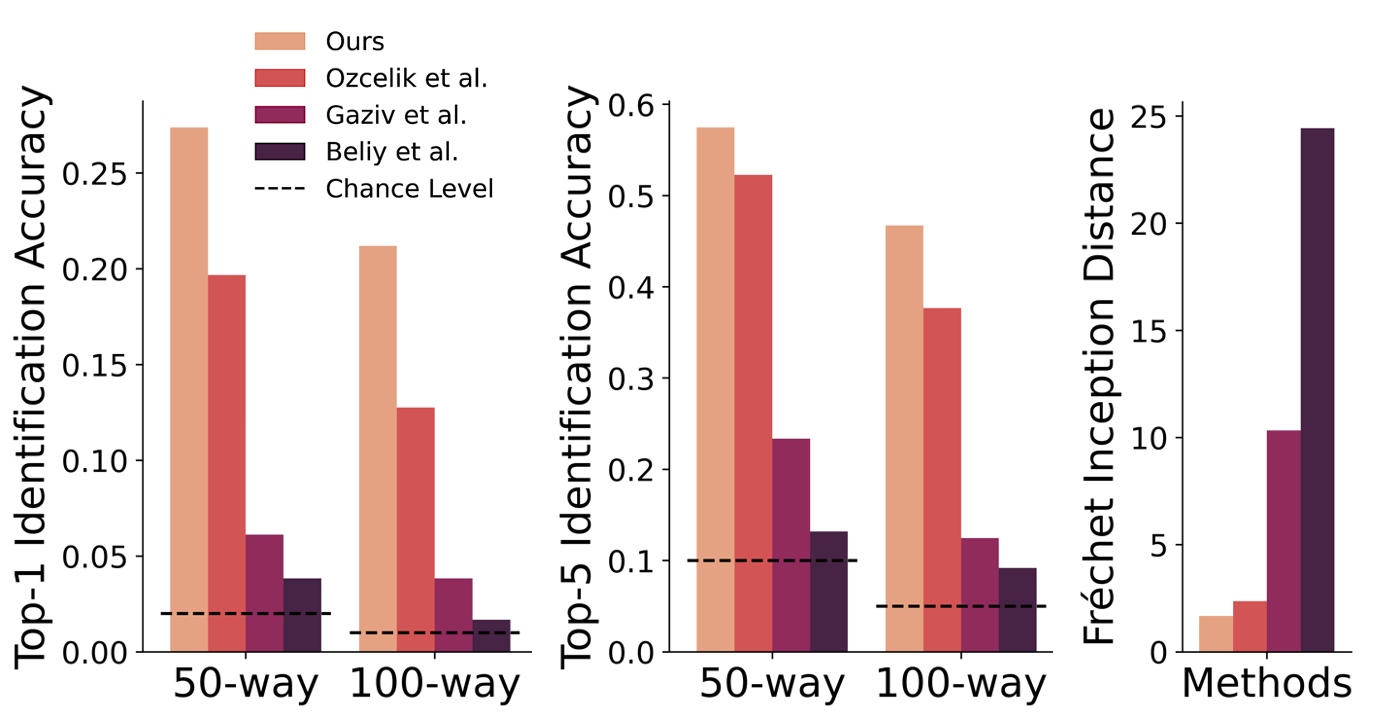 Ours
Ozcelik et al.
Gaziv et al.
Beliy et al.
Chance Level
Top-1 Identification Accuracy
0.25
0.20
0.15
0.10
0.05
0.00
50-way 100-way
Top-5 Identification Accuracy
0.6
0.5
0.4
0.3
0.2
0.1
0.0
50-way 100-way
Fréchet Inception Distance
25
20
15
10
5
0
Methods